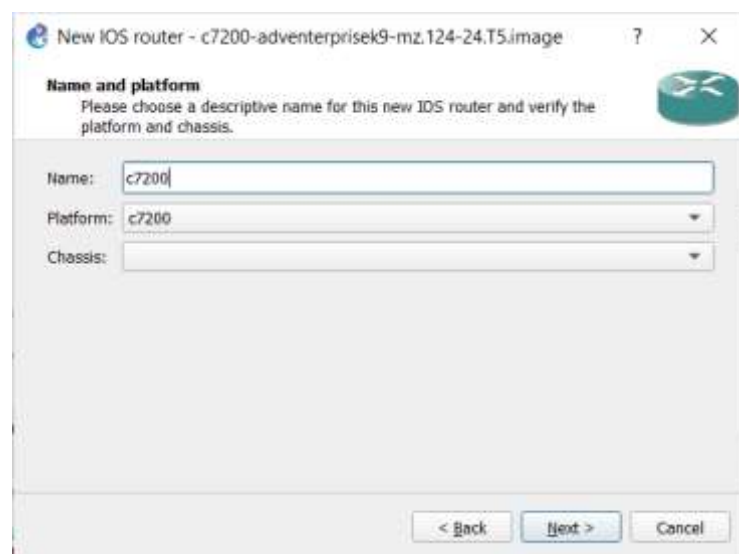 New IOS router - c7200-adventerprisek9-mz.124-24.T5.image ? ×
Name and platform
Please choose a descriptive name for this new IOS router and verify the
platform and chassis.
Name: c7200
Platform: c7200
Chassis:
< Back Next > Cancel